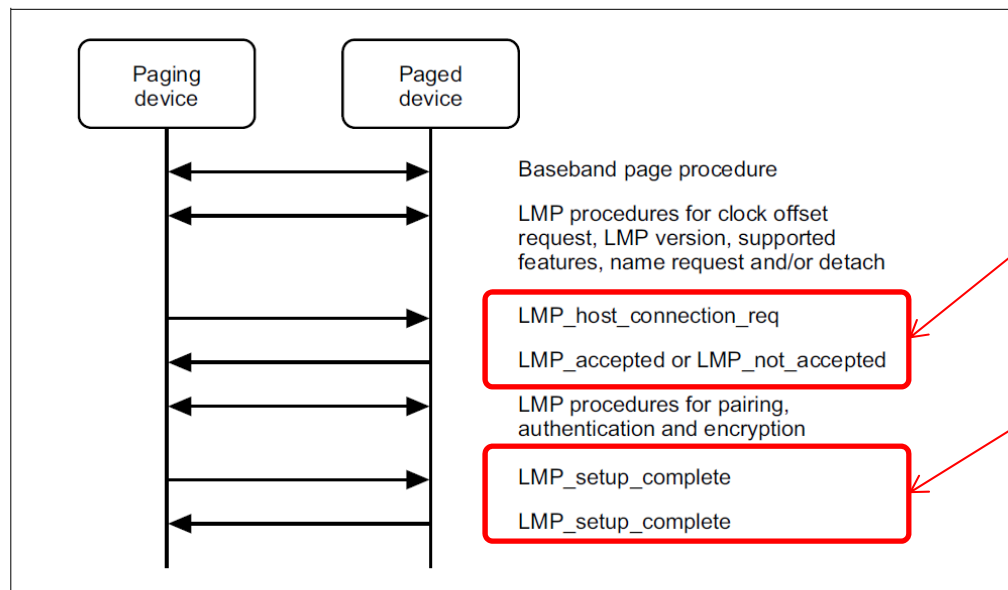 Paging
device
Paged
device
Baseband page procedure
LMP procedures for clock offset
request, LMP version, supported
features, name request and/or detach
LMP_host_connection_req
LMP_accepted or LMP_not_accepted
LMP procedures for pairing,
authentication and encryption
LMP_setup_complete
LMP_setup_complete